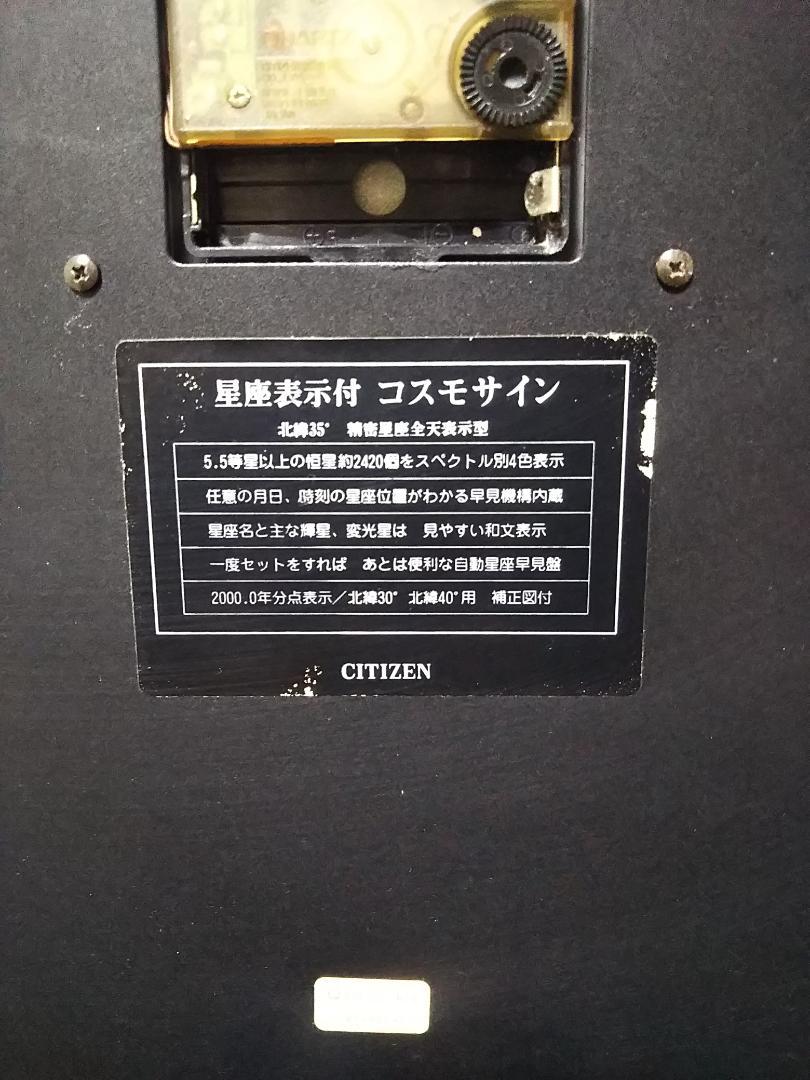 星座表示付 コスモサイン
北緯35° 精密星座全天表示型
5.5等星以上の恒星約2420個をスペクトル別4色表示
任意の月日、時刻の星座位置がわかる早見機構内蔵
星座名と主な輝星、変光星は 見やすい和文表示
一度セットをすれば あとは便利な自動星座早見盤
2000.0年分点表示/北緯30° 北緯40°用 補正図付
CITIZEN